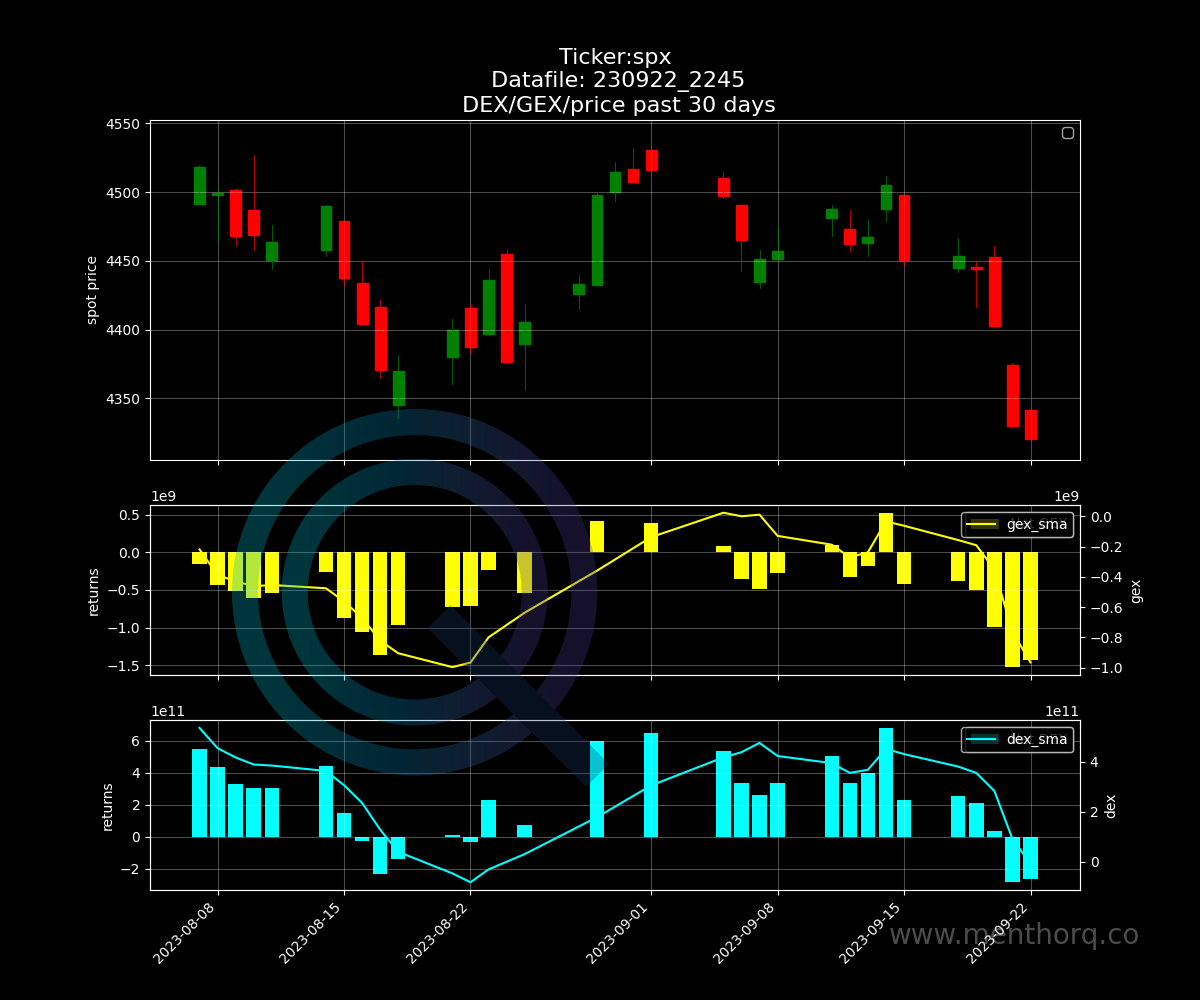 Ticker:spx
Datafile: 230922_2245
DEX/GEX/price past 30 days
4550
4500
4450
4400
4350
spot price
1e9
1e9
0.5
0.0
−0.5
−1.0
−1.5
returns
gex_sma
0.0
−0.2
−0.4
−0.6
−0.8
−1.0
gex
1e11
1e11
6
4
2
0
−2
returns
dex_sma
4
2
0
dex
2023-08-08
2023-08-15
2023-08-22
2023-09-01
2023-09-08
2023-09-15
2023-09-22
www.menthorq.co